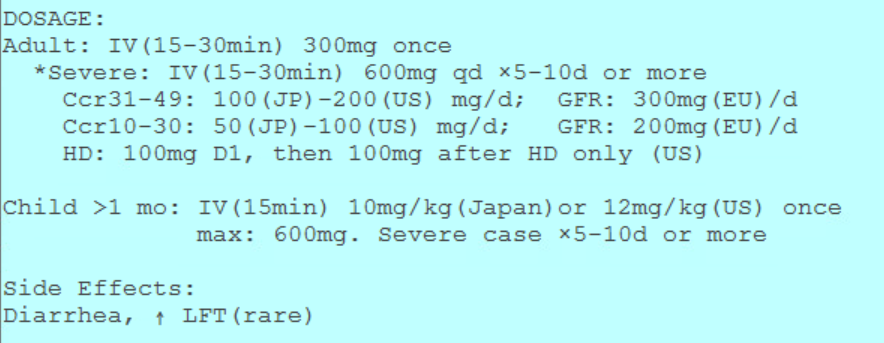 DOSAGE:
Adult: IV(15-30min) 300mg once
*Severe: IV(15-30min) 600mg qd ×5-10d or more
Ccr31-49: 100(JP)-200(US) mg/d; GFR: 300mg(EU)/d
Ccr10-30: 50(JP)-100(US) mg/d; GFR: 200mg(EU)/d
HD: 100mg D1, then 100mg after HD only (US)
Child >1 mo: IV(15min) 10mg/kg(Japan)or 12mg/kg(US) once
max: 600mg. Severe case ×5-10d or more
Side Effects:
Diarrhea, ↑ LFT(rare)